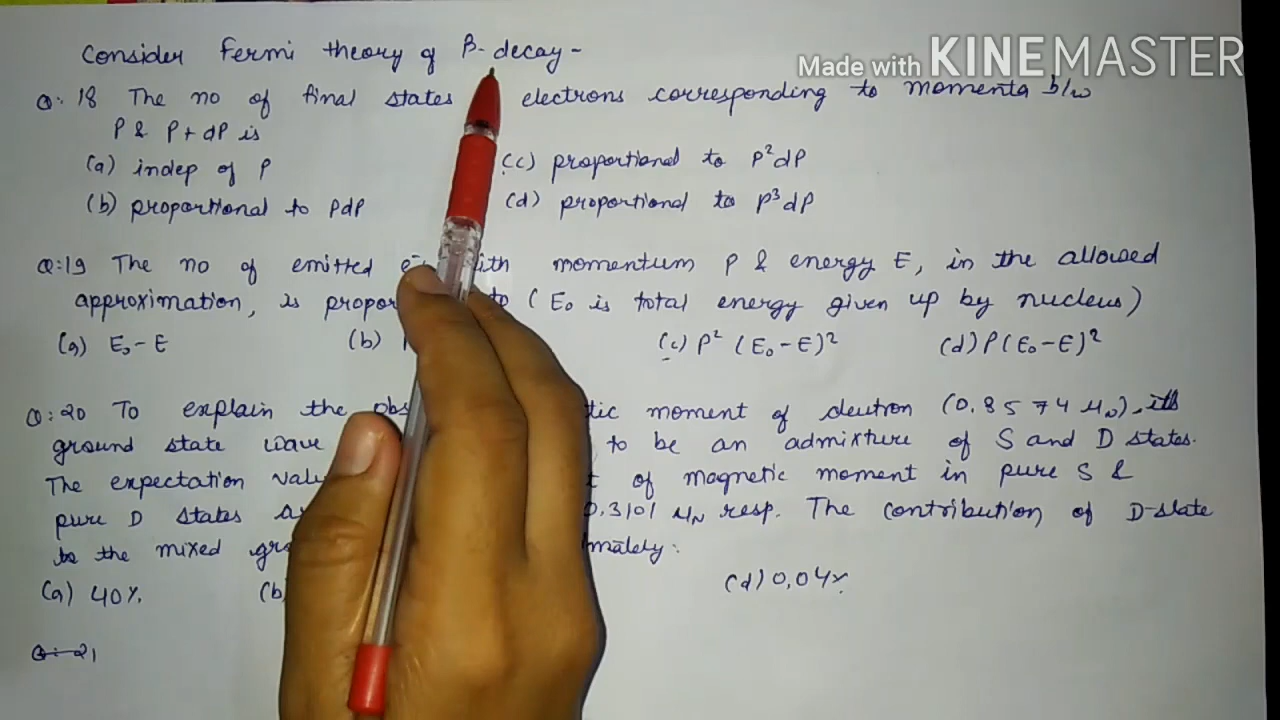 Made with KINEMASTER
Consider Fermi theory of β-decay-
Q: 18 The no of final states electrons corresponding to momenta b/w
P & P+dP is
(a) indep of P (c) proportional to P²dP
(b) proportional to PdP (d) proportional to P³dP
Q:19 The no of emitted with momentum P & energy E, in the allowed
approximation, is to (E₀ is total energy given up by nucleus)
(a) E₀-E (b) (c) P² (E₀-E)² (d) P(E₀-E)²
Q:20 To explain the moment of deutron (0.8574 μN), its
ground state wave to be an admixture of S and D states.
The expectation of magnetic moment in pure S &
pure D states 0.3101 μN resp. The contribution of D-state
to the mixed
(a) 40%. (b) (d) 0.04%
Q: 21